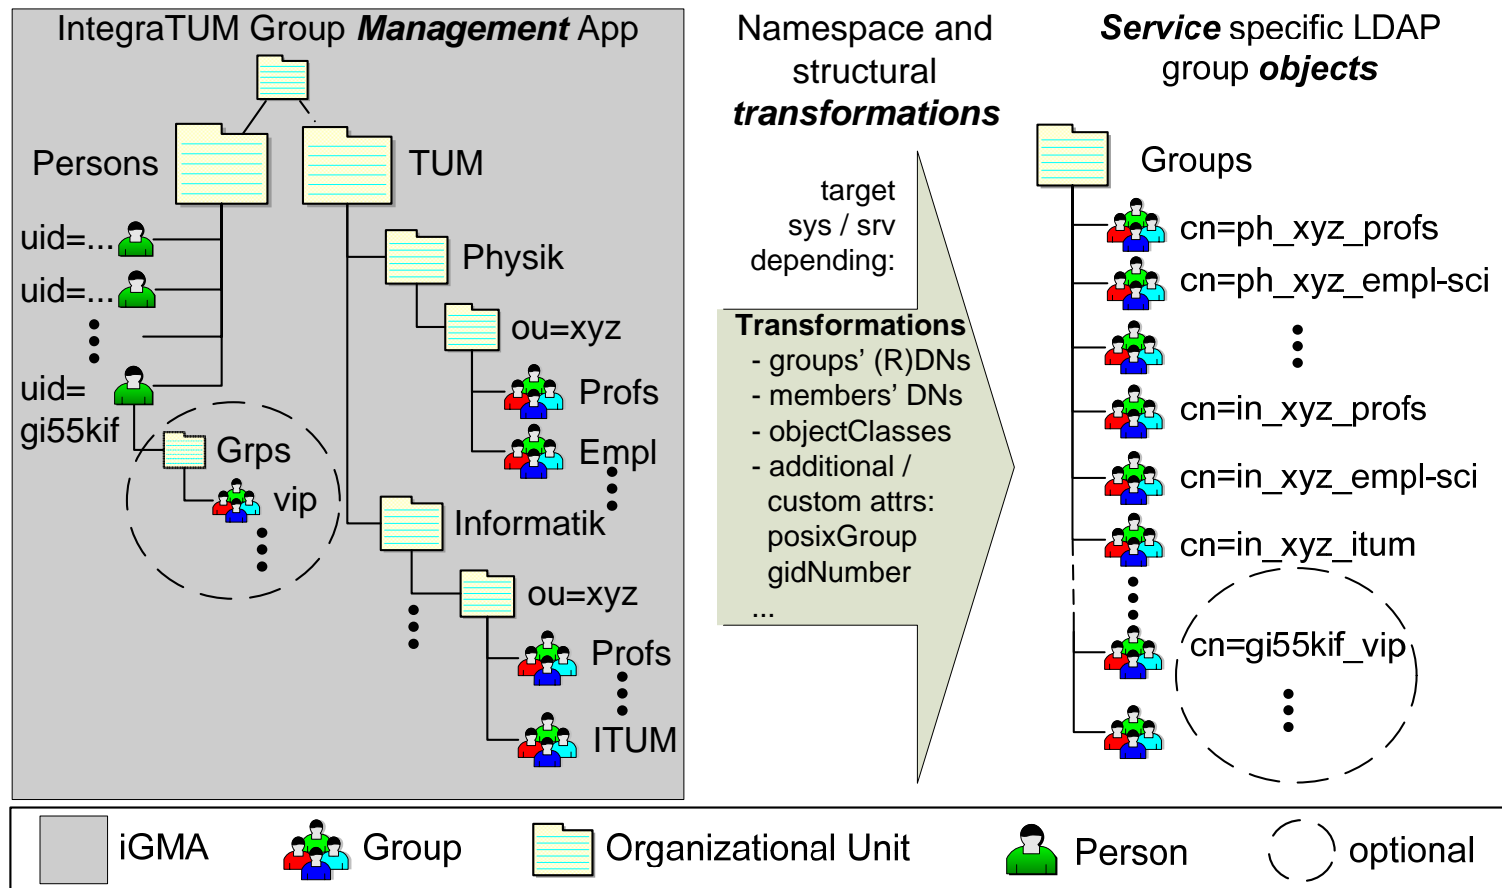 IntegraTUM Group Management App
Persons
TUM
uid=...
uid=...
uid=
gi55kif
Grps
vip
Physik
ou=xyz
Profs
Empl
Informatik
ou=xyz
Profs
ITUM
Namespace and
structural
transformations
target
sys / srv
depending:
Transformations
- groups’ (R)DNs
- members’ DNs
- objectClasses
- additional /
custom attrs:
posixGroup
gidNumber
...
Service specific LDAP
group objects
Groups
cn=ph_xyz_profs
cn=ph_xyz_empl-sci
cn=in_xyz_profs
cn=in_xyz_empl-sci
cn=in_xyz_itum
cn=gi55kif_vip
iGMA
Group
Organizational Unit
Person
optional